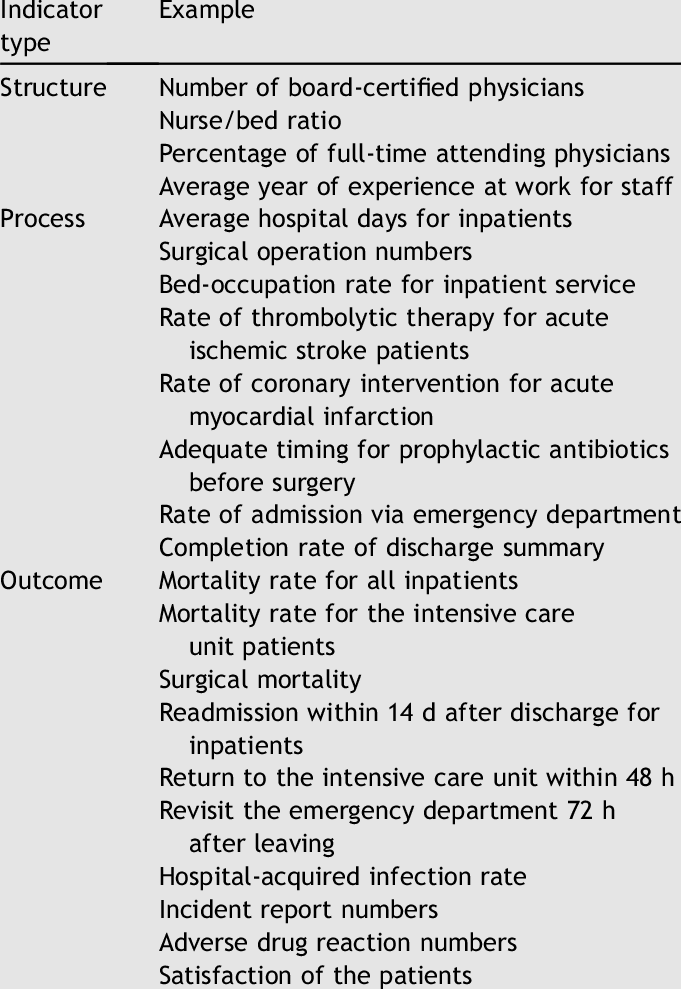 Indicator type Example
Structure Number of board-certified physicians
Nurse/bed ratio
Percentage of full-time attending physicians
Average year of experience at work for staff
Process Average hospital days for inpatients
Surgical operation numbers
Bed-occupation rate for inpatient service
Rate of thrombolytic therapy for acute
ischemic stroke patients
Rate of coronary intervention for acute
myocardial infarction
Adequate timing for prophylactic antibiotics
before surgery
Rate of admission via emergency department
Completion rate of discharge summary
Outcome Mortality rate for all inpatients
Mortality rate for the intensive care
unit patients
Surgical mortality
Readmission within 14 d after discharge for
inpatients
Return to the intensive care unit within 48 h
Revisit the emergency department 72 h
after leaving
Hospital-acquired infection rate
Incident report numbers
Adverse drug reaction numbers
Satisfaction of the patients